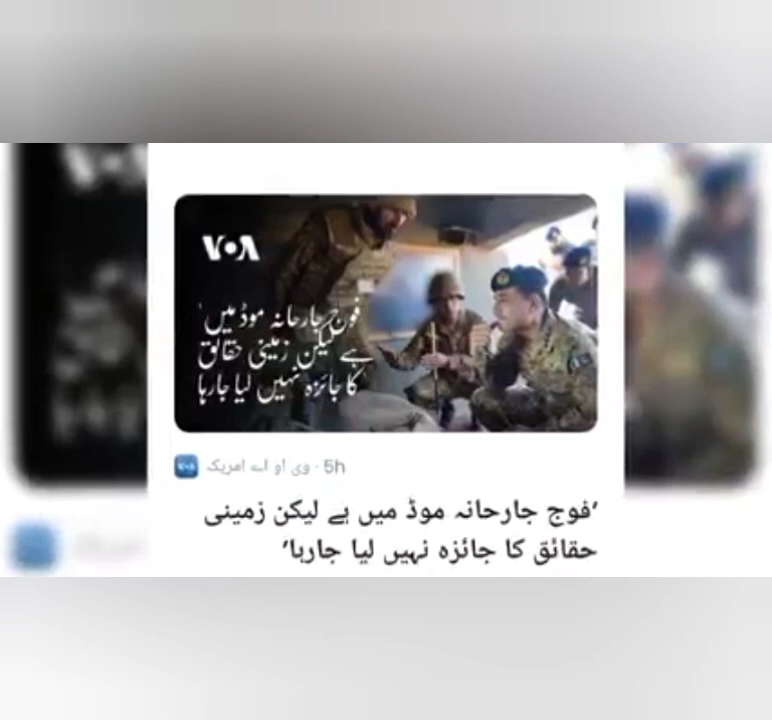 VOA
'فوج جارحانہ موڈ میں
ہے لیکن زمینی حقائق
کا جائزہ نہیں لیا جارہا
وی او اے امریکہ · 5h
'فوج جارحانہ موڈ میں ہے لیکن زمینی
حقائق کا جائزہ نہیں لیا جارہا'